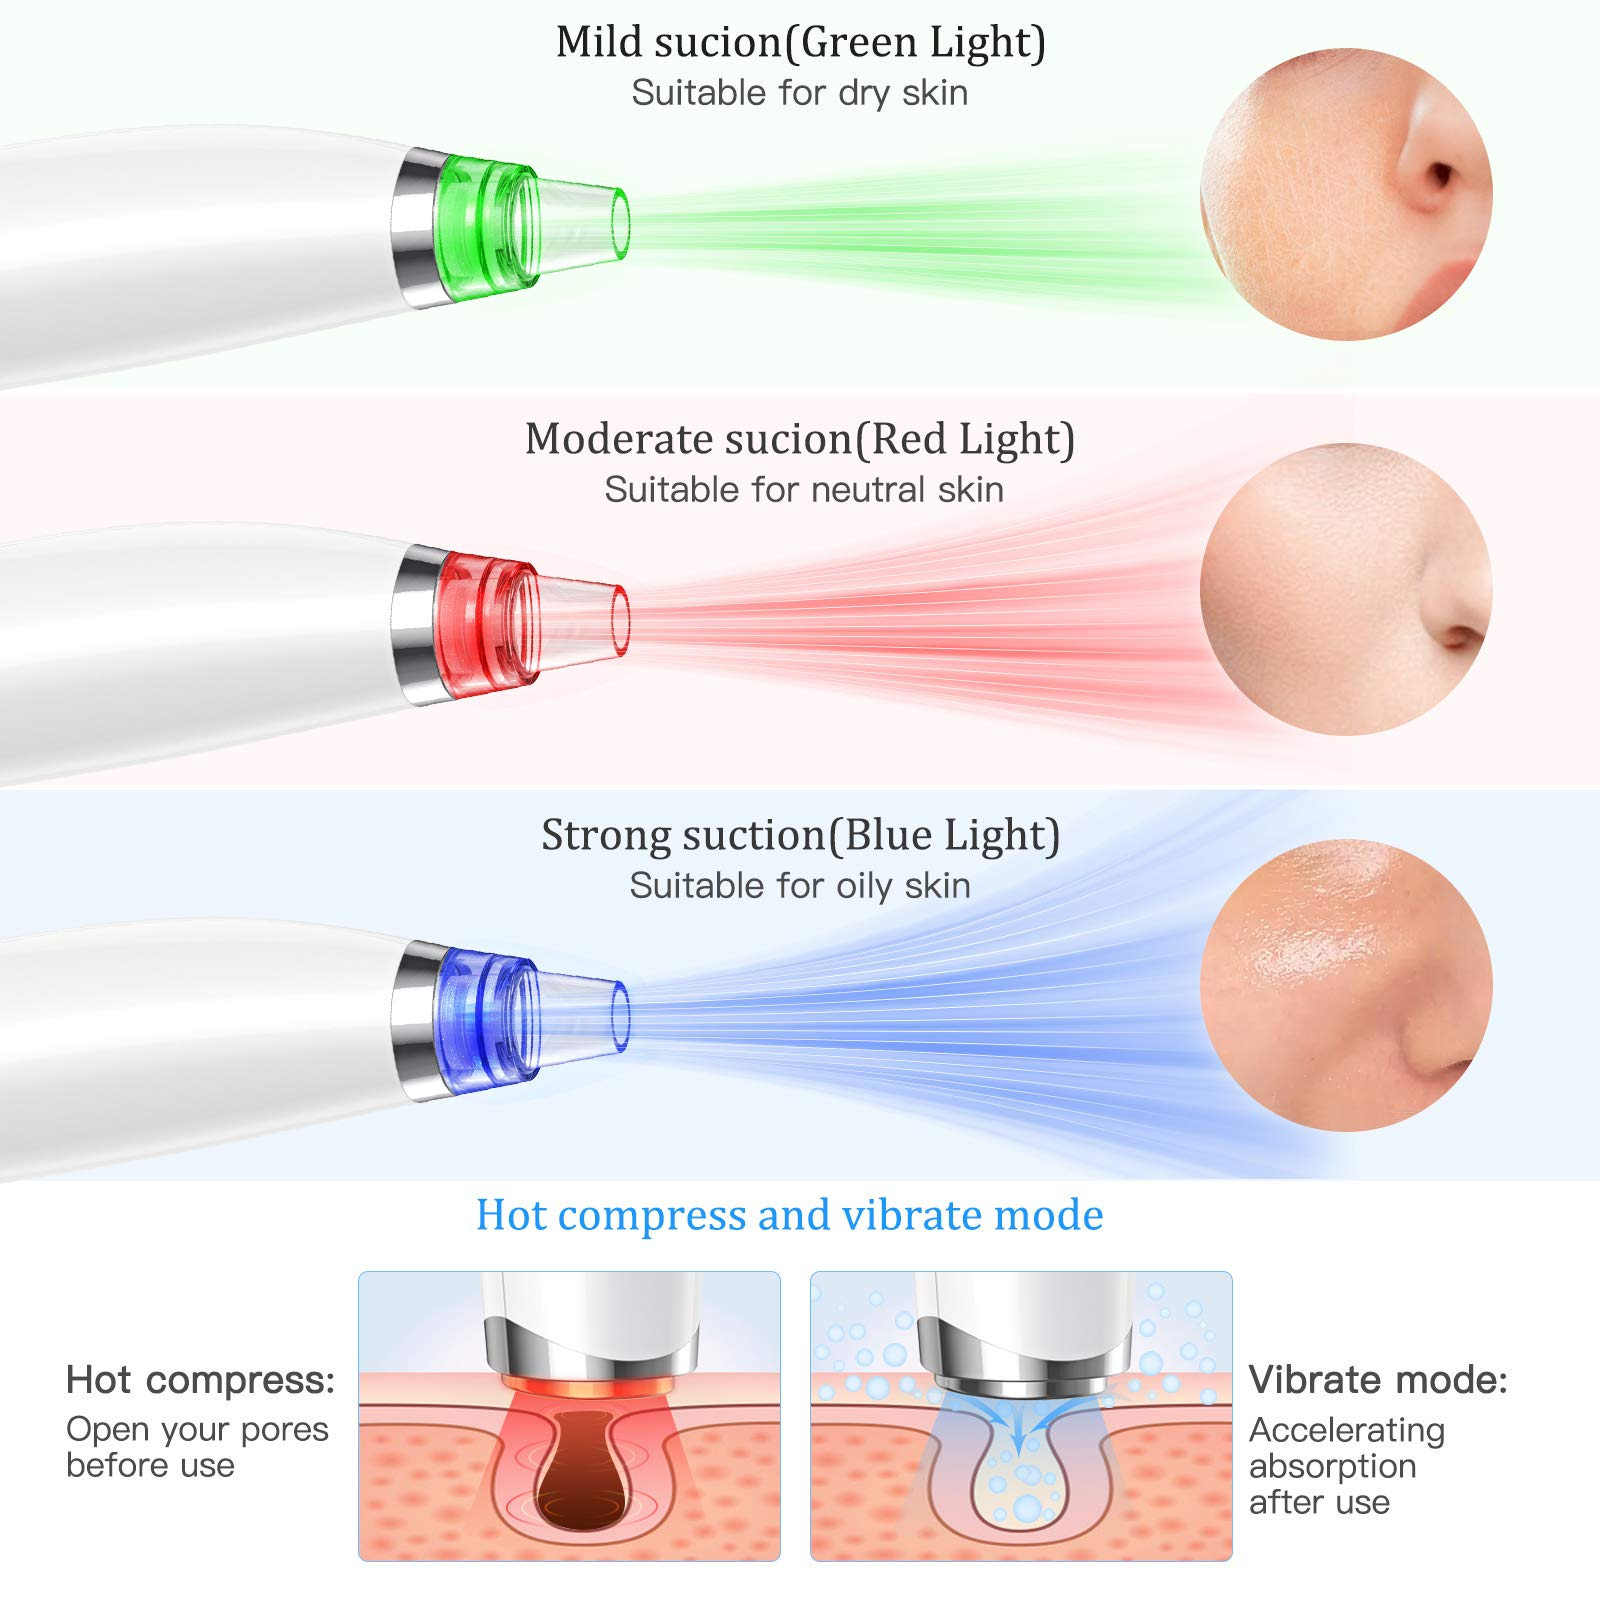 Mild sucion(Green Light)
Suitable for dry skin
Moderate sucion(Red Light)
Suitable for neutral skin
Strong suction(Blue Light)
Suitable for oily skin
Hot compress and vibrate mode
Hot compress:
Open your pores
before use
Vibrate mode:
Accelerating
absorption
after use